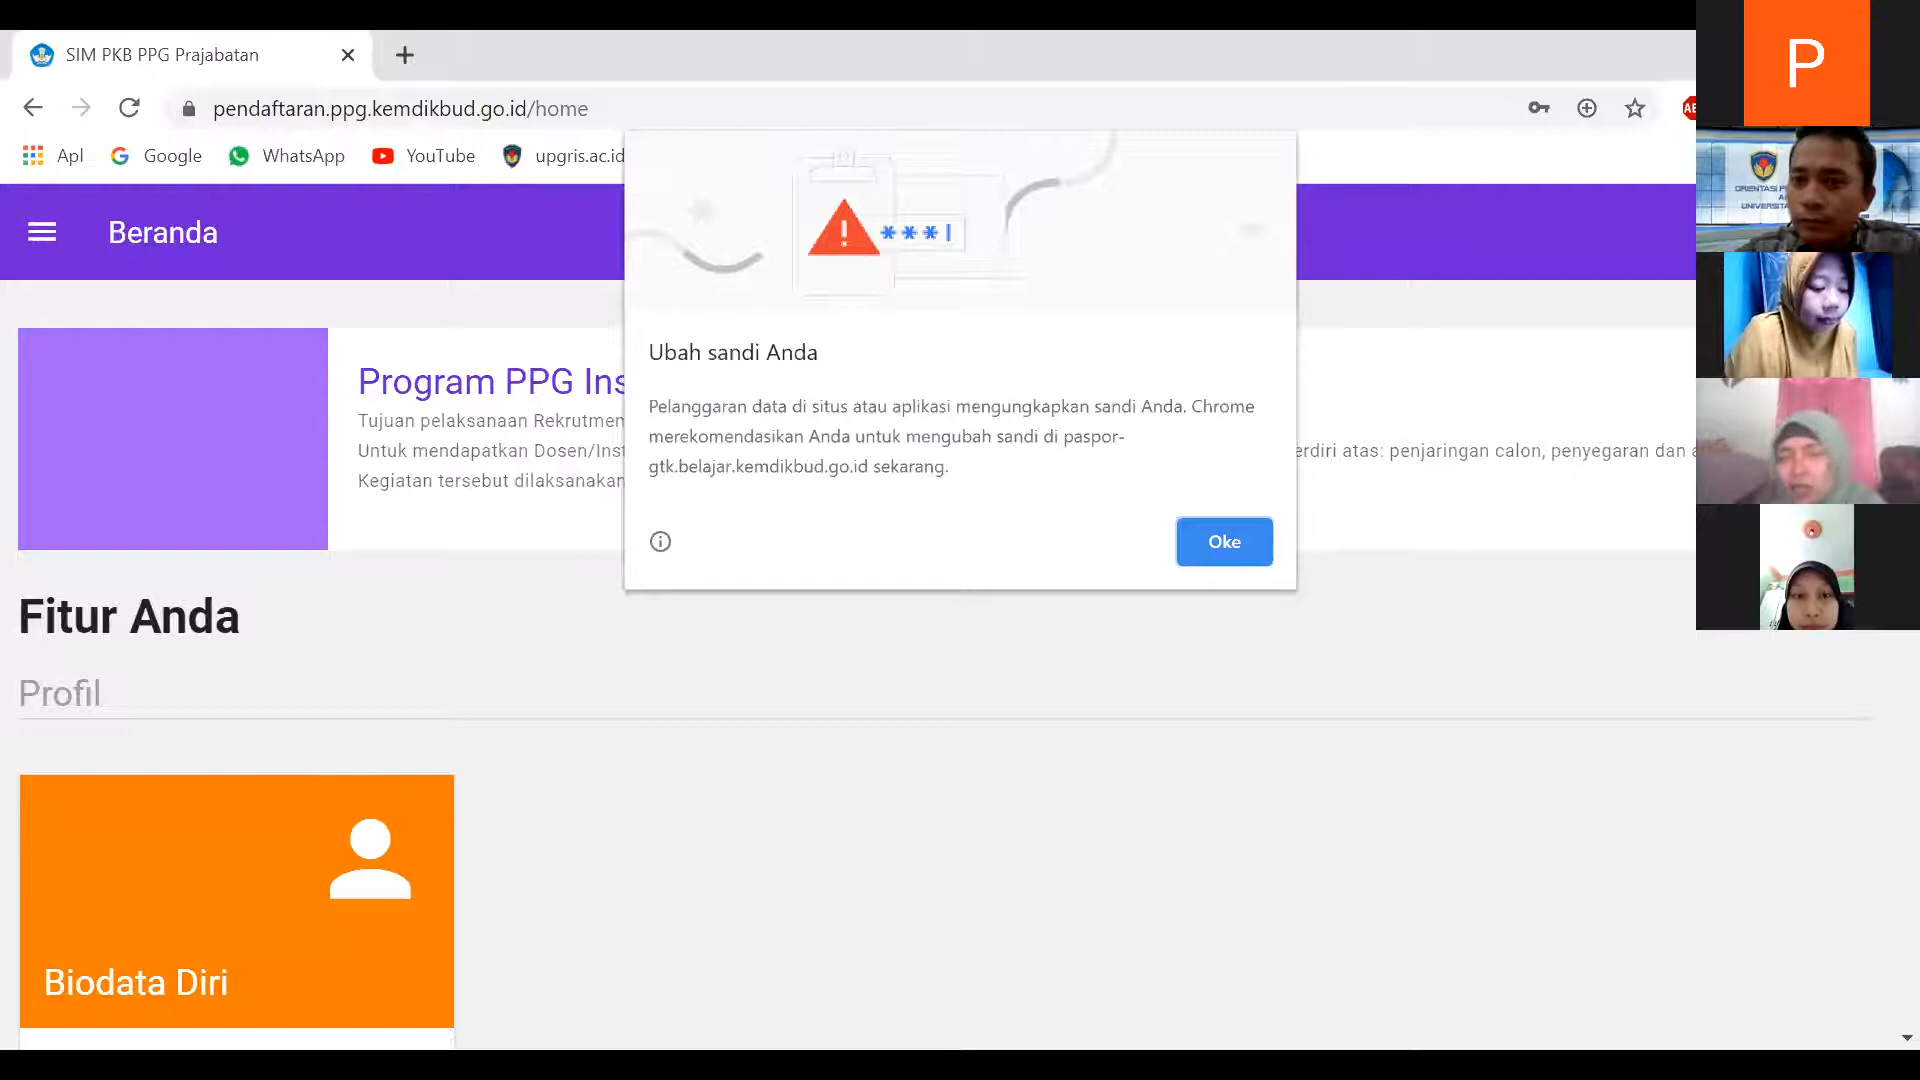 SIM PKB PPG Prajabatan
pendaftaran.ppg.kemdikbud.go.id/home
Apl
Google
WhatsApp
YouTube
upgris.ac.id
Beranda
Program PPG Ins
Tujuan pelaksanaan Rekrutmen
Untuk mendapatkan Dosen/Inst
erdiri atas: penjaringan calon, penyegaran dan a
Kegiatan tersebut dilaksanakan
***
Ubah sandi Anda
Pelanggaran data di situs atau aplikasi mengungkapkan sandi Anda. Chrome
merekomendasikan Anda untuk mengubah sandi di paspor-
gtk.belajar.kemdikbud.go.id sekarang.
Oke
Fitur Anda
Profil
Biodata Diri
P
ORIENTASI P
UNIVERSITA